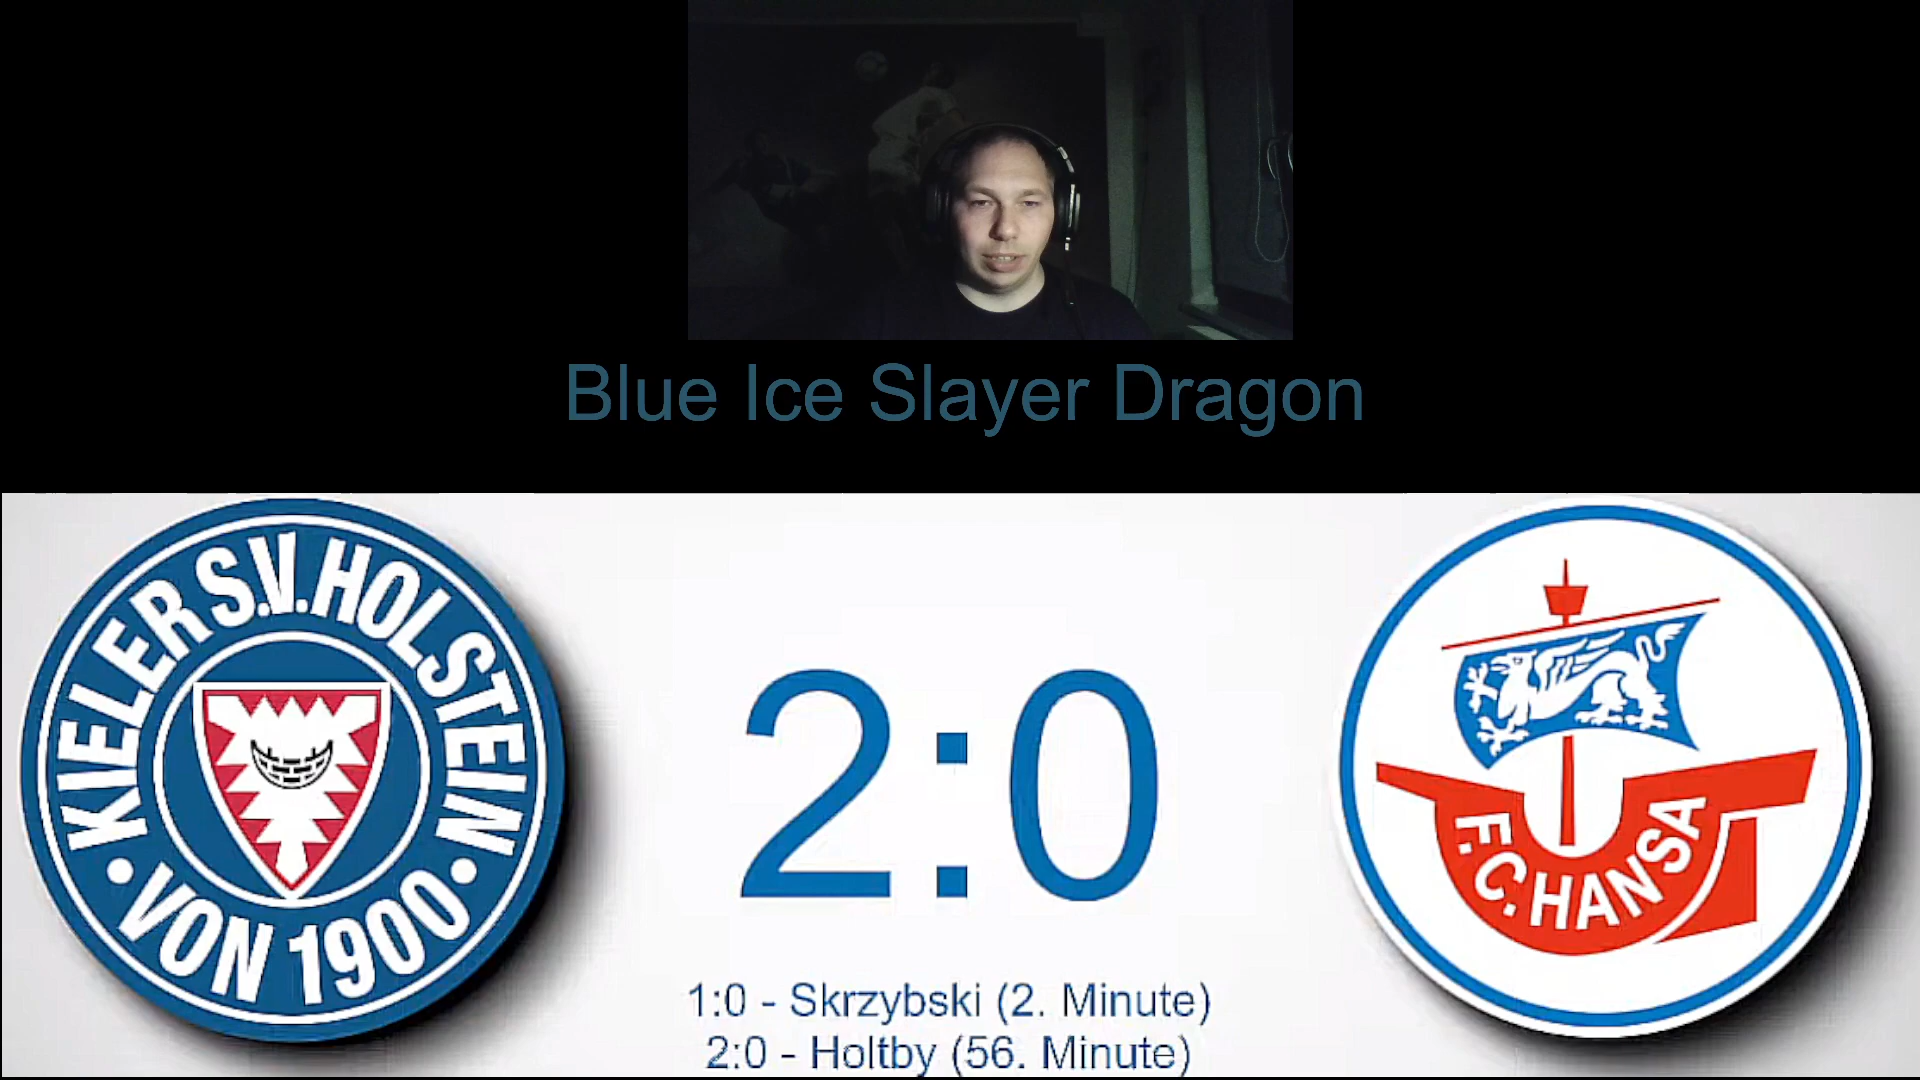 Blue Ice Slayer Dragon
KIELER S.V. HOLSTEIN
• VON 1900 •
2:0
F.C. HANSA
1:0 - Skrzybski (2. Minute)
2:0 - Holtby (56. Minute)